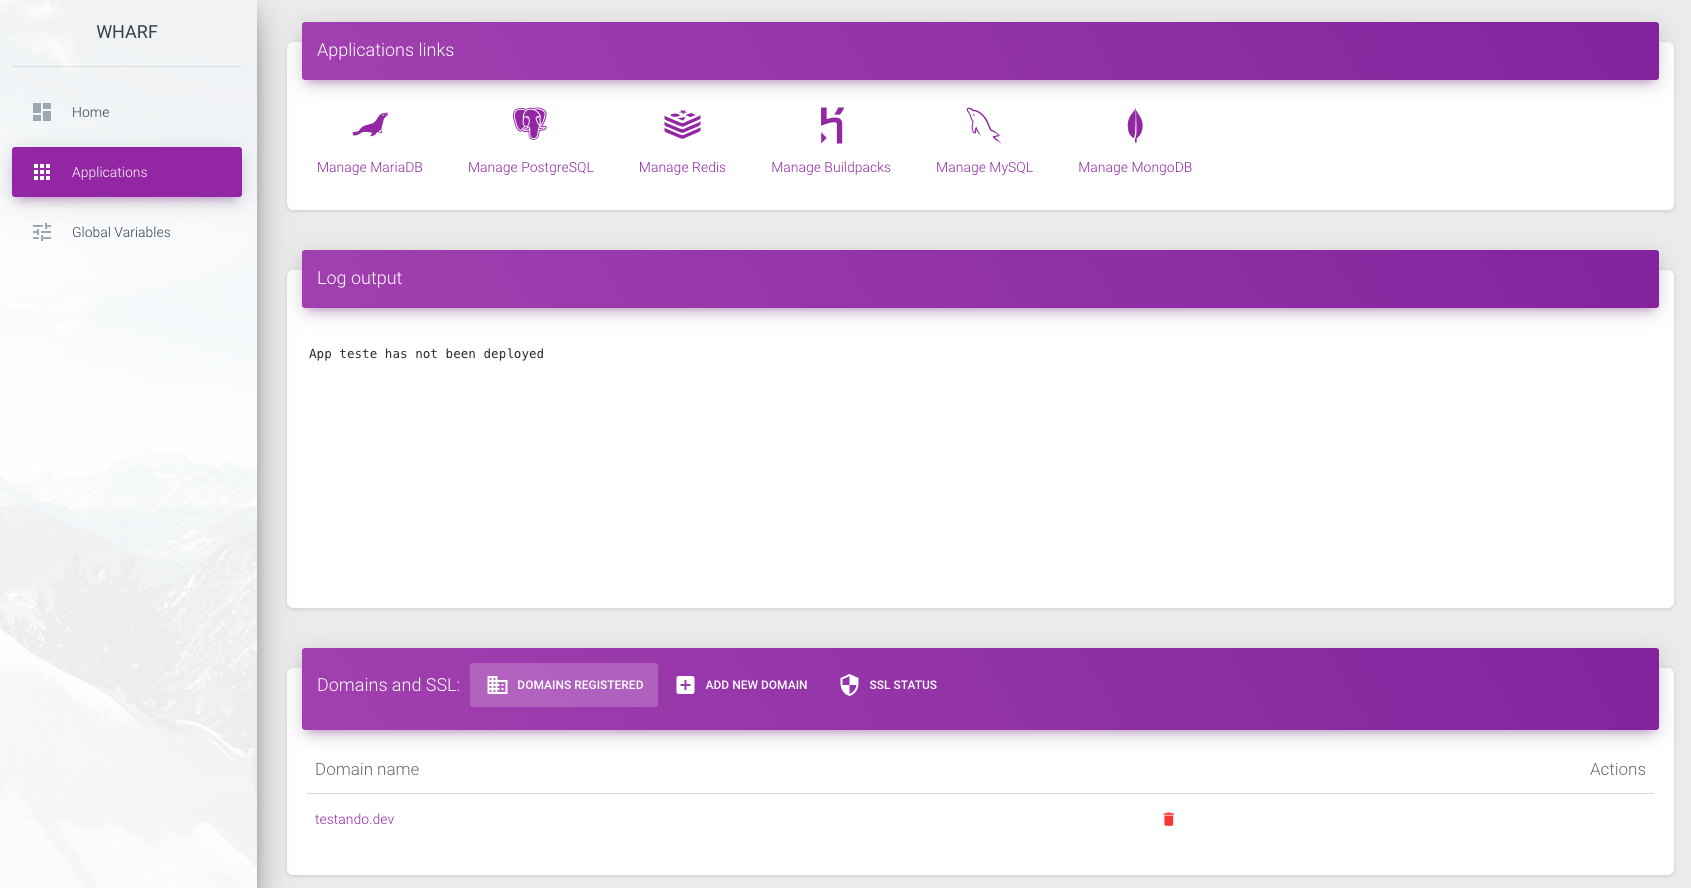 WHARF
Home
Applications
Global Variables
Applications links
Manage MariaDB
Manage PostgreSQL
Manage Redis
Manage Buildpacks
Manage MySQL
Manage MongoDB
Log output
App teste has not been deployed
Domains and SSL: DOMAINS REGISTERED ADD NEW DOMAIN SSL STATUS
Domain name Actions
testando.dev